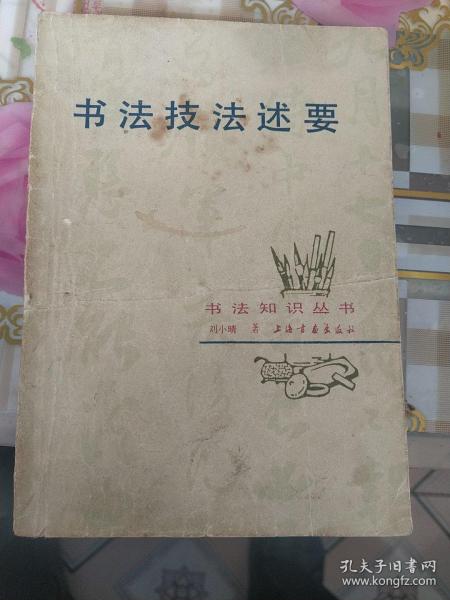 书法技法述要
书法知识丛书
刘小晴 著 上海书画出版社
孔夫子旧书网
www.kongfz.com